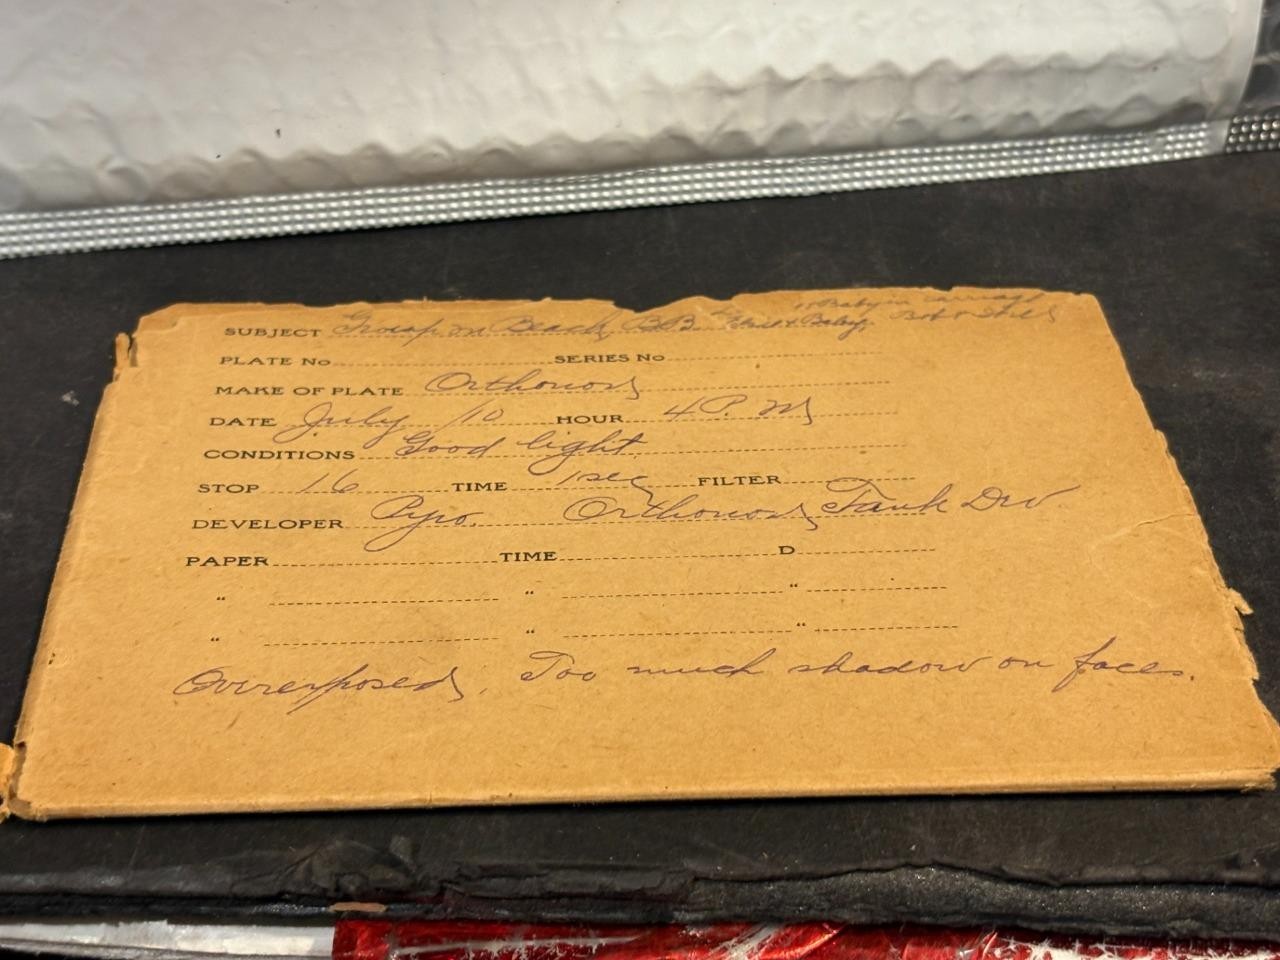 Baby in carriage
SUBJECT Group on Beach, B.B. & Baby, Bob &
PLATE No SERIES No
MAKE OF PLATE Orthonon
DATE July 10 HOUR 4 P. M
CONDITIONS Good light
STOP 16 TIME 1 sec FILTER
DEVELOPER Pyro. Orthonon Tank Dev
PAPER TIME D
" " "
" " "
Overexposed, Too much shadow on faces.